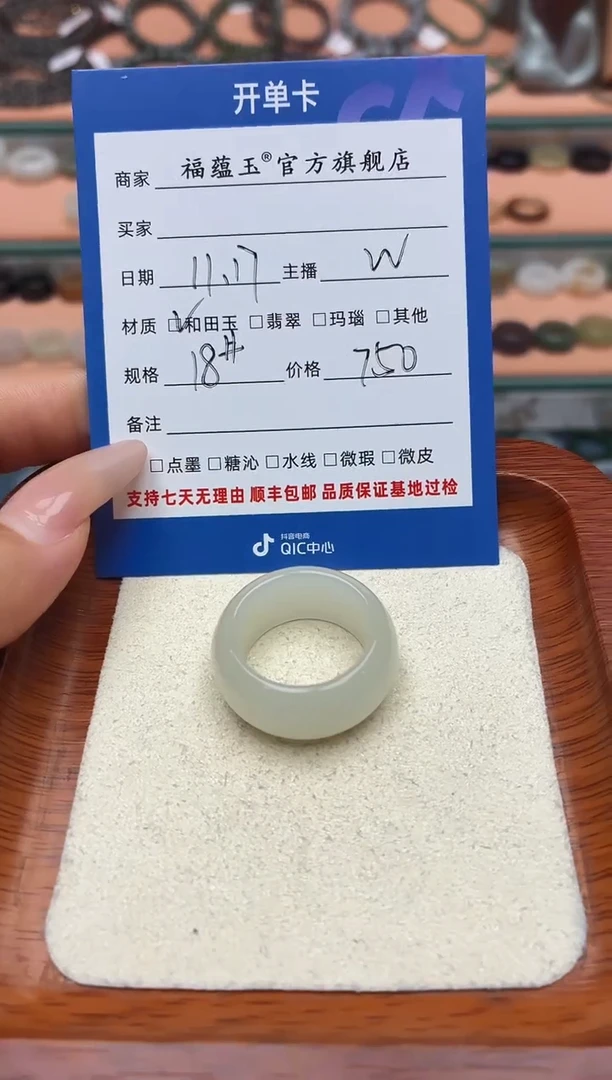 开单卡
商家 福蕴玉®官方旗舰店
买家
日期 11.17 主播 W
材质 ☑和田玉 □翡翠 □玛瑙 □其他
规格 18# 价格 750
备注
□点墨 □糖沁 □水线 □微瑕 □微皮
支持七天无理由 顺丰包邮 品质保证基地过检
抖音电商
QIC中心